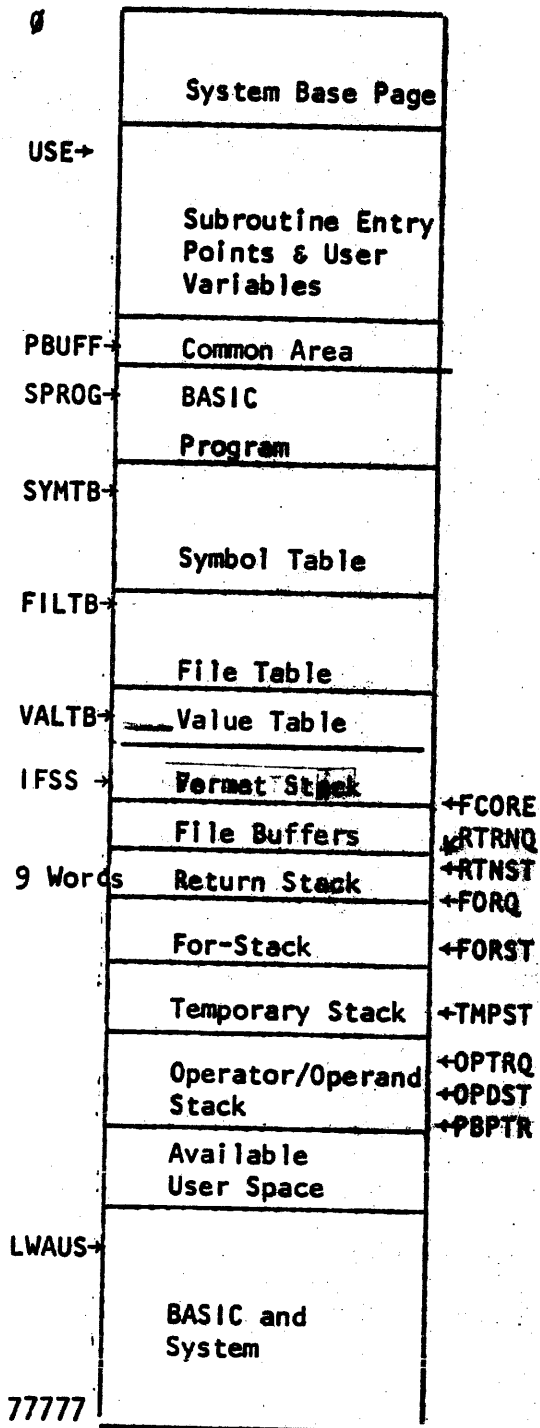 Ø
System Base Page
USE→
Subroutine Entry
Points & User
Variables
PBUFF→ Common Area
SPROG→ BASIC
Program
SYMTB→
Symbol Table
FILTB→
File Table
VALTB→ Value Table
IFSS → Format Stack
←FCORE
File Buffers ←RTRNQ
←RTNST
9 Words Return Stack
←FORQ
For-Stack ←FORST
Temporary Stack ←TMPST
←OPTRQ
Operator/Operand
←OPDST
Stack
←PBPTR
Available
User Space
LWAUS→
BASIC and
System
77777